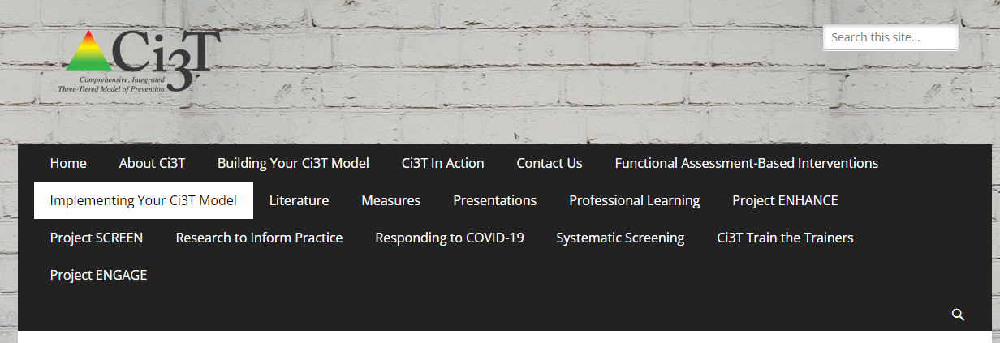 Ci3T
Comprehensive, Integrated
Three-Tiered Model of Prevention
Search this site...
Home About Ci3T Building Your Ci3T Model Ci3T In Action Contact Us Functional Assessment-Based Interventions
Implementing Your Ci3T Model Literature Measures Presentations Professional Learning Project ENHANCE
Project SCREEN Research to Inform Practice Responding to COVID-19 Systematic Screening Ci3T Train the Trainers
Project ENGAGE